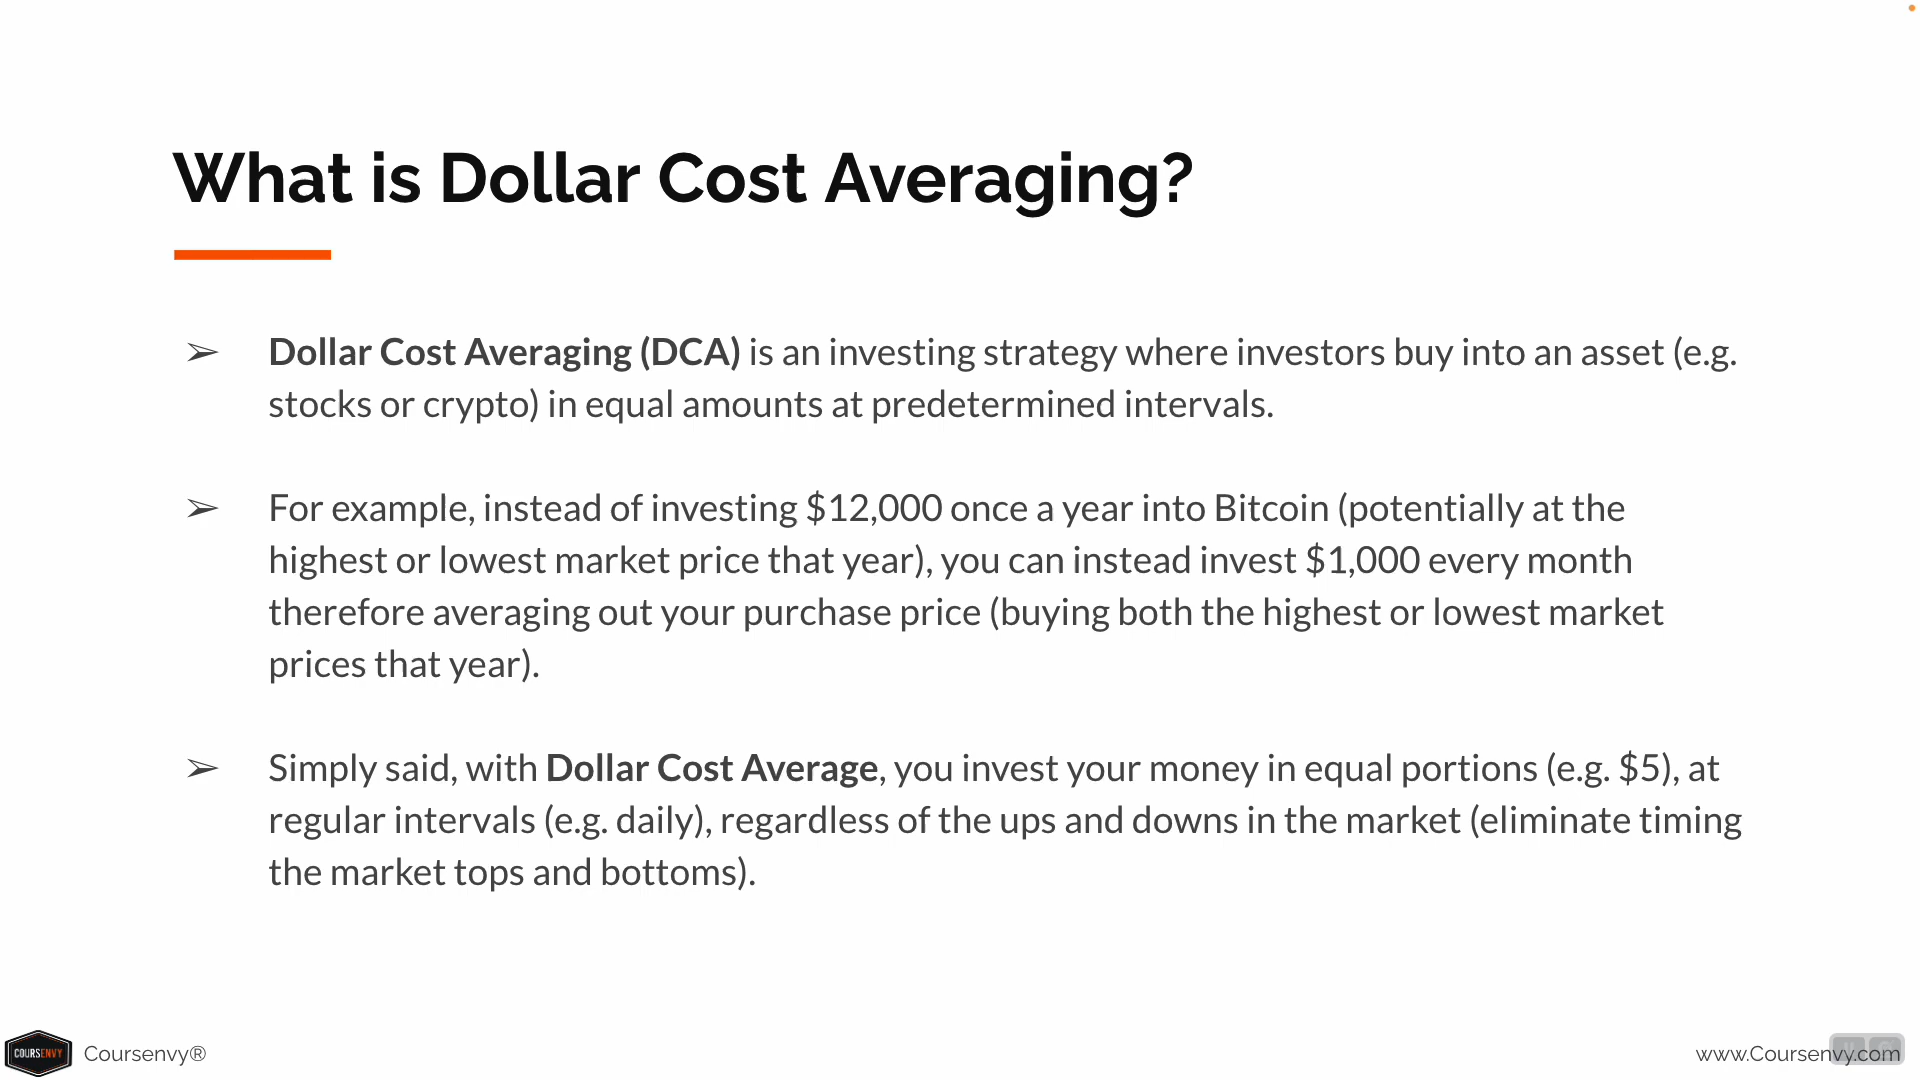 What is Dollar Cost Averaging?
➢ Dollar Cost Averaging (DCA) is an investing strategy where investors buy into an asset (e.g.
stocks or crypto) in equal amounts at predetermined intervals.
➢ For example, instead of investing $12,000 once a year into Bitcoin (potentially at the
highest or lowest market price that year), you can instead invest $1,000 every month
therefore averaging out your purchase price (buying both the highest or lowest market
prices that year).
➢ Simply said, with Dollar Cost Average, you invest your money in equal portions (e.g. $5), at
regular intervals (e.g. daily), regardless of the ups and downs in the market (eliminate timing
the market tops and bottoms).
COURSENVY
Coursenvy®
www.Coursenvy.com